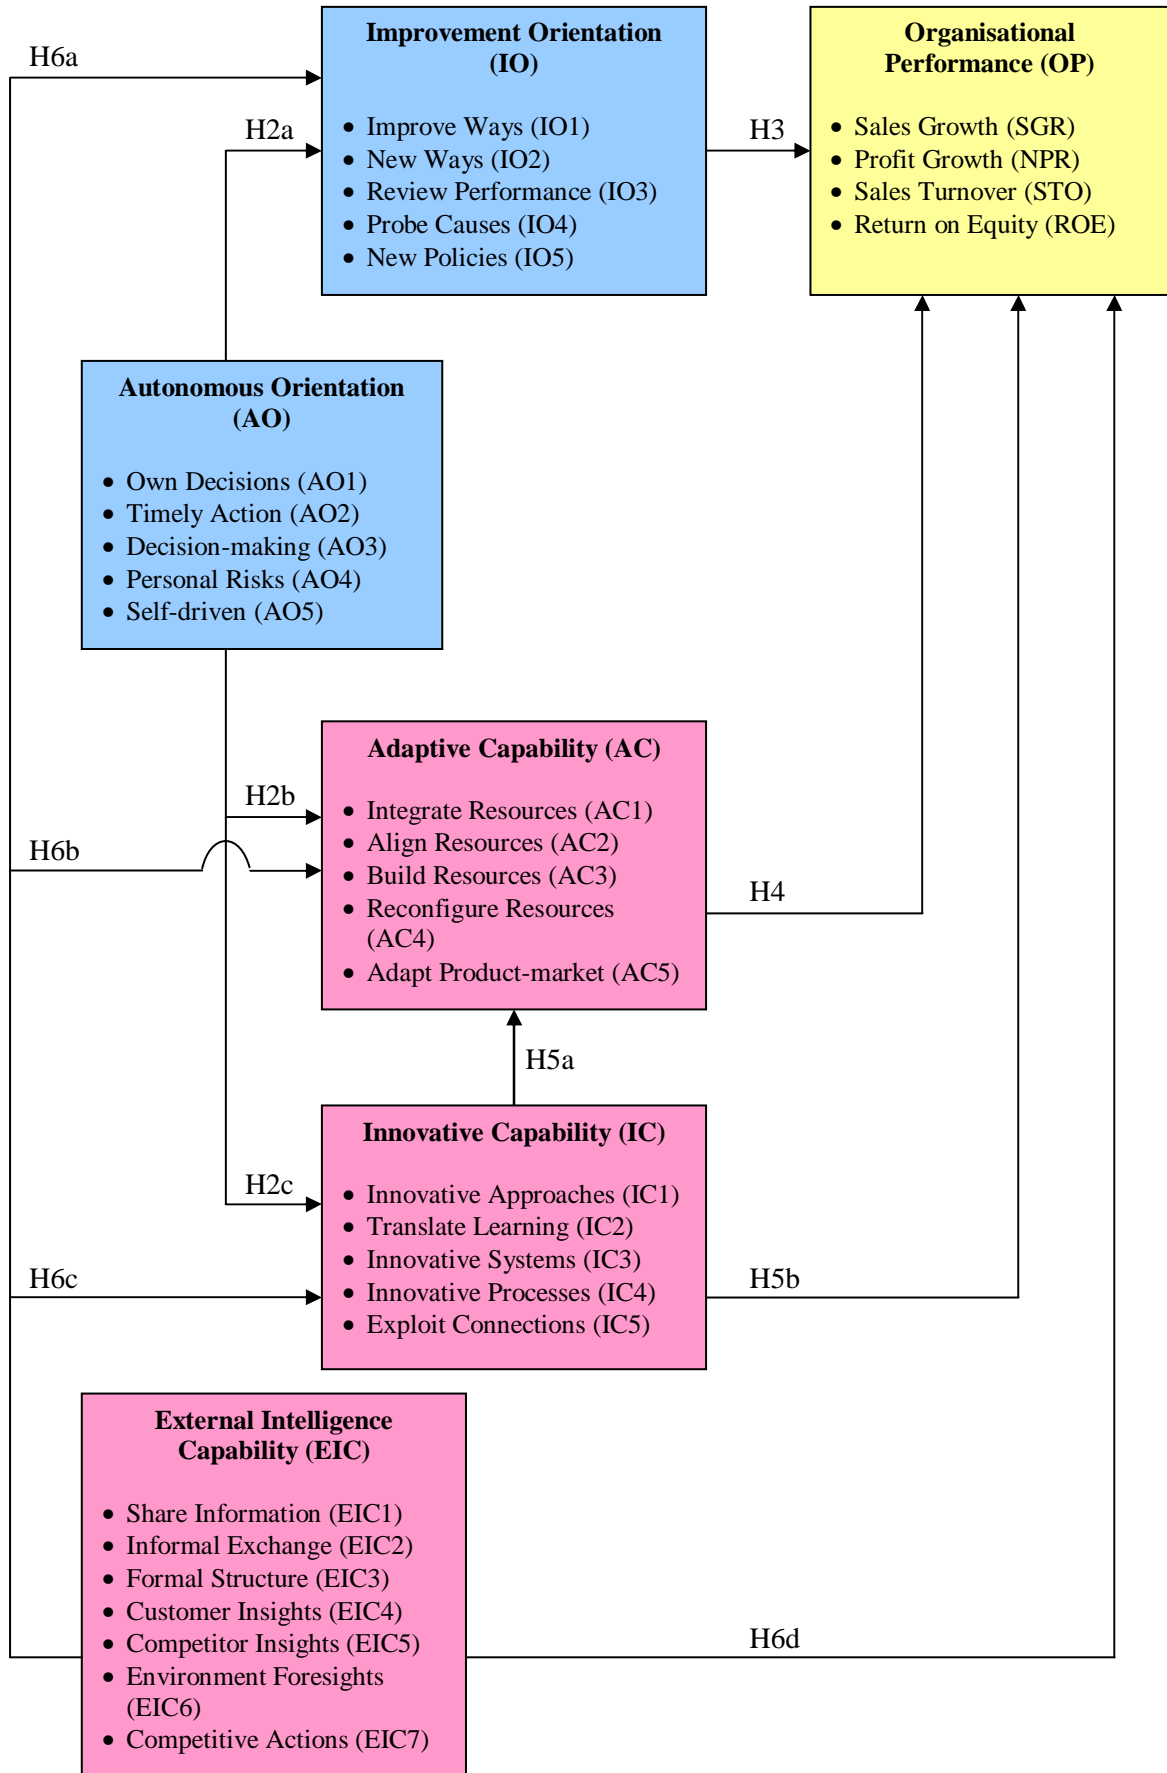 H6a
Improvement Orientation
(IO)
H2a
• Improve Ways (IO1)
• New Ways (IO2)
• Review Performance (IO3)
• Probe Causes (IO4)
• New Policies (IO5)
H3
Organisational
Performance (OP)
• Sales Growth (SGR)
• Profit Growth (NPR)
• Sales Turnover (STO)
• Return on Equity (ROE)
Autonomous Orientation
(AO)
• Own Decisions (AO1)
• Timely Action (AO2)
• Decision-making (AO3)
• Personal Risks (AO4)
• Self-driven (AO5)
Adaptive Capability (AC)
H2b
H6b
• Integrate Resources (AC1)
• Align Resources (AC2)
• Build Resources (AC3)
• Reconfigure Resources
(AC4)
• Adapt Product-market (AC5)
H4
H5a
Innovative Capability (IC)
H2c
H6c
• Innovative Approaches (IC1)
• Translate Learning (IC2)
• Innovative Systems (IC3)
• Innovative Processes (IC4)
• Exploit Connections (IC5)
H5b
External Intelligence
Capability (EIC)
• Share Information (EIC1)
• Informal Exchange (EIC2)
• Formal Structure (EIC3)
• Customer Insights (EIC4)
• Competitor Insights (EIC5)
• Environment Foresights
(EIC6)
• Competitive Actions (EIC7)
H6d